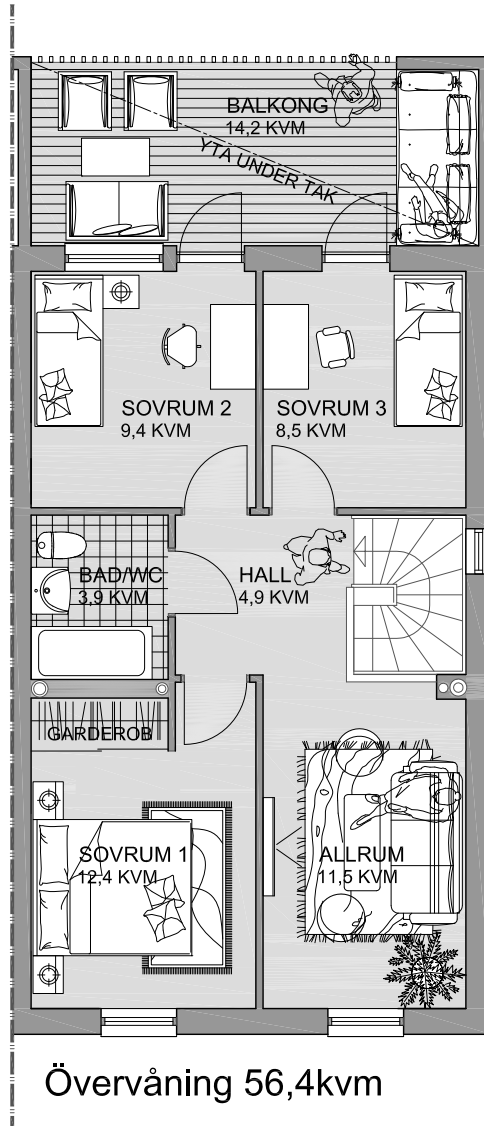 BALKONG
14,2 KVM
YTA UNDER TAK
SOVRUM 2
9,4 KVM
SOVRUM 3
8,5 KVM
BAD/WC
3,9 KVM
HALL
4,9 KVM
GARDEROB
SOVRUM 1
12,4 KVM
ALLRUM
11,5 KVM
Övervåning 56,4kvm